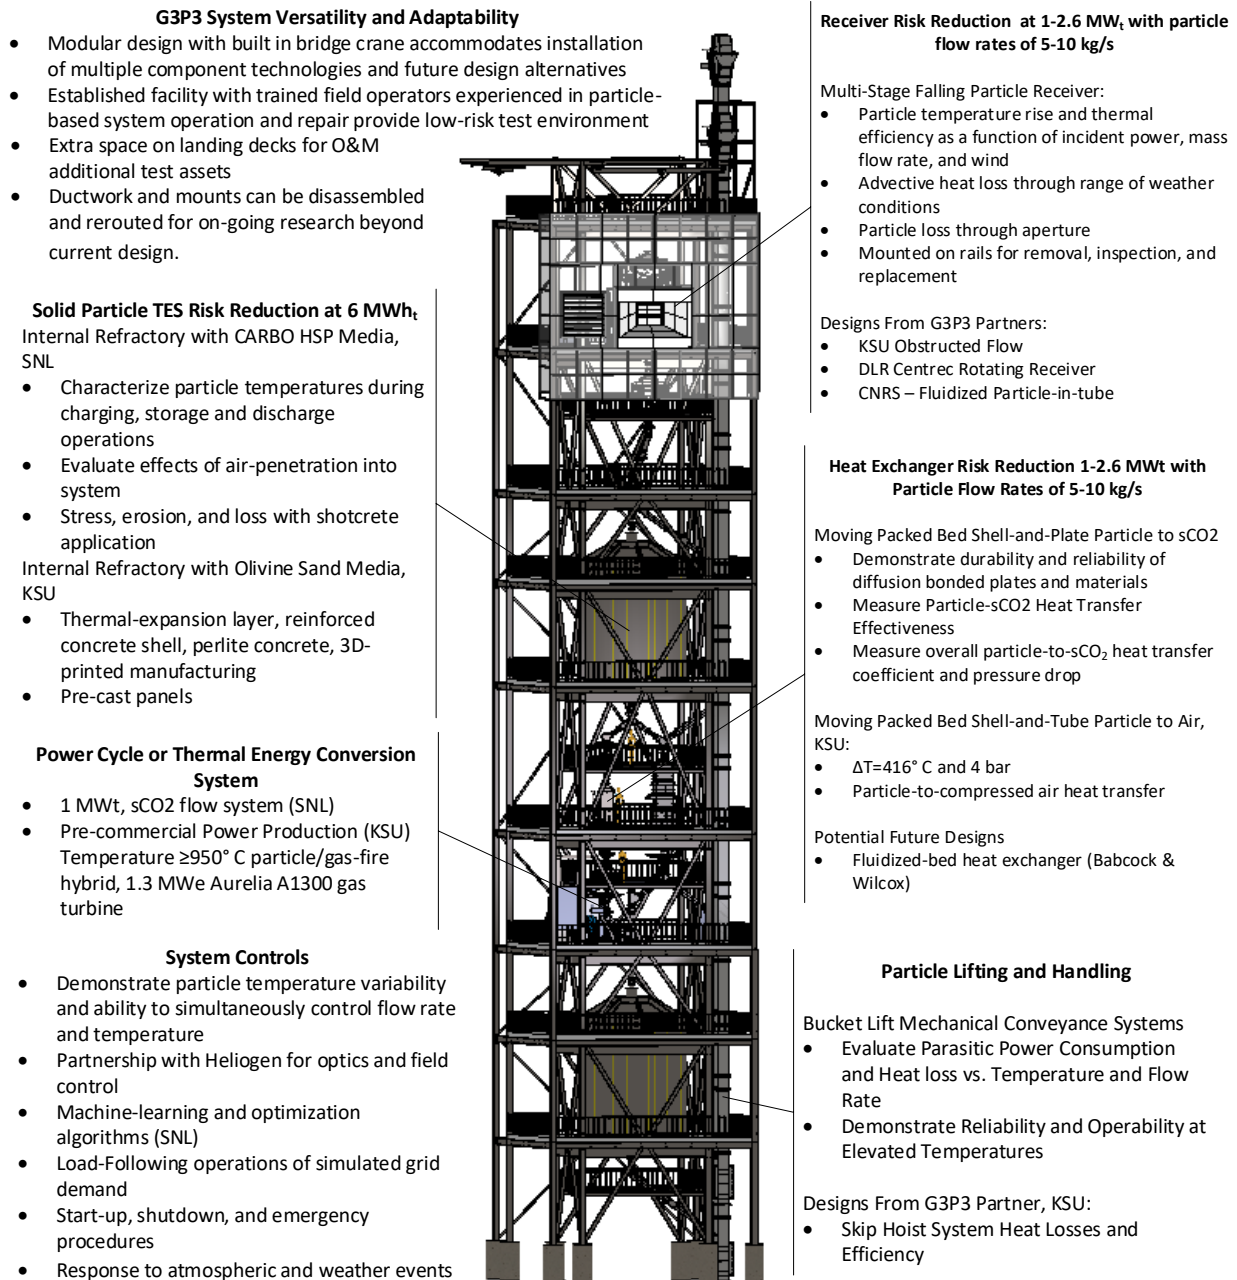 G3P3 System Versatility and Adaptability
• Modular design with built in bridge crane accommodates installation
of multiple component technologies and future design alternatives
• Established facility with trained field operators experienced in particle-
based system operation and repair provide low-risk test environment
• Extra space on landing decks for O&M
additional test assets
• Ductwork and mounts can be disassembled
and rerouted for on-going research beyond
current design.
Solid Particle TES Risk Reduction at 6 MWhₜ
Internal Refractory with CARBO HSP Media,
SNL
• Characterize particle temperatures during
charging, storage and discharge
operations
• Evaluate effects of air-penetration into
system
• Stress, erosion, and loss with shotcrete
application
Internal Refractory with Olivine Sand Media,
KSU
• Thermal-expansion layer, reinforced
concrete shell, perlite concrete, 3D-
printed manufacturing
• Pre-cast panels
Power Cycle or Thermal Energy Conversion
System
• 1 MWt, sCO2 flow system (SNL)
• Pre-commercial Power Production (KSU)
Temperature ≥950° C particle/gas-fire
hybrid, 1.3 MWe Aurelia A1300 gas
turbine
System Controls
• Demonstrate particle temperature variability
and ability to simultaneously control flow rate
and temperature
• Partnership with Heliogen for optics and field
control
• Machine-learning and optimization
algorithms (SNL)
• Load-Following operations of simulated grid
demand
• Start-up, shutdown, and emergency
procedures
• Response to atmospheric and weather events
Receiver Risk Reduction at 1-2.6 MWₜ with particle
flow rates of 5-10 kg/s
Multi-Stage Falling Particle Receiver:
• Particle temperature rise and thermal
efficiency as a function of incident power, mass
flow rate, and wind
• Advective heat loss through range of weather
conditions
• Particle loss through aperture
• Mounted on rails for removal, inspection, and
replacement
Designs From G3P3 Partners:
• KSU Obstructed Flow
• DLR Centrec Rotating Receiver
• CNRS – Fluidized Particle-in-tube
Heat Exchanger Risk Reduction 1-2.6 MWt with
Particle Flow Rates of 5-10 kg/s
Moving Packed Bed Shell-and-Plate Particle to sCO2
• Demonstrate durability and reliability of
diffusion bonded plates and materials
• Measure Particle-sCO2 Heat Transfer
Effectiveness
• Measure overall particle-to-sCO₂ heat transfer
coefficient and pressure drop
Moving Packed Bed Shell-and-Tube Particle to Air,
KSU:
• ΔT=416° C and 4 bar
• Particle-to-compressed air heat transfer
Potential Future Designs
• Fluidized-bed heat exchanger (Babcock &
Wilcox)
Particle Lifting and Handling
Bucket Lift Mechanical Conveyance Systems
• Evaluate Parasitic Power Consumption
and Heat loss vs. Temperature and Flow
Rate
• Demonstrate Reliability and Operability at
Elevated Temperatures
Designs From G3P3 Partner, KSU:
• Skip Hoist System Heat Losses and
Efficiency